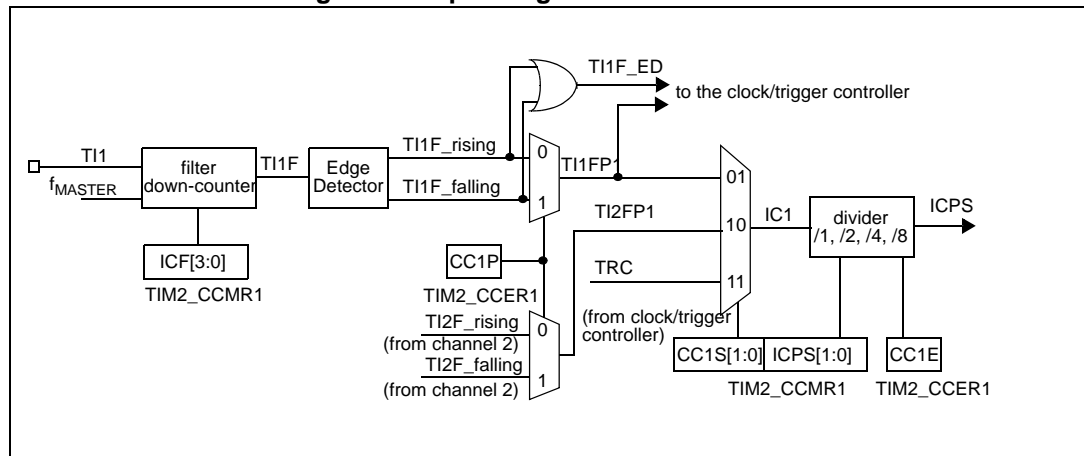 TI1F_ED
to the clock/trigger controller
TI1
f_MASTER
filter
down-counter
TI1F
Edge
Detector
TI1F_rising
TI1F_falling
0
1
TI1FP1
TI2FP1
TRC
01
10
11
IC1
divider
/1, /2, /4, /8
ICPS
ICF[3:0]
TIM2_CCMR1
CC1P
TIM2_CCER1
TI2F_rising
(from channel 2)
TI2F_falling
(from channel 2)
0
1
(from clock/trigger
controller)
CC1S[1:0]
ICPS[1:0]
TIM2_CCMR1
CC1E
TIM2_CCER1